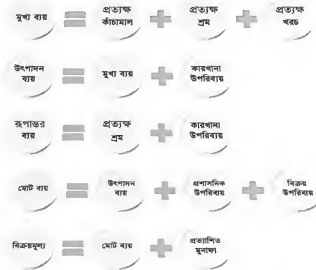 মুখ্য ব্যয় = প্রত্যক্ষ কাঁচামাল + প্রত্যক্ষ শ্রম + প্রত্যক্ষ খরচ
উৎপাদন ব্যয় = মুখ্য ব্যয় + কারখানা উপরিব্যয়
রূপান্তর ব্যয় = প্রত্যক্ষ শ্রম + কারখানা উপরিব্যয়
মোট ব্যয় = উৎপাদন ব্যয় + প্রশাসনিক উপরিব্যয় + বিক্রয় উপরিব্যয়
বিক্রয়মূল্য = মোট ব্যয় + প্রত্যাশিত মুনাফা